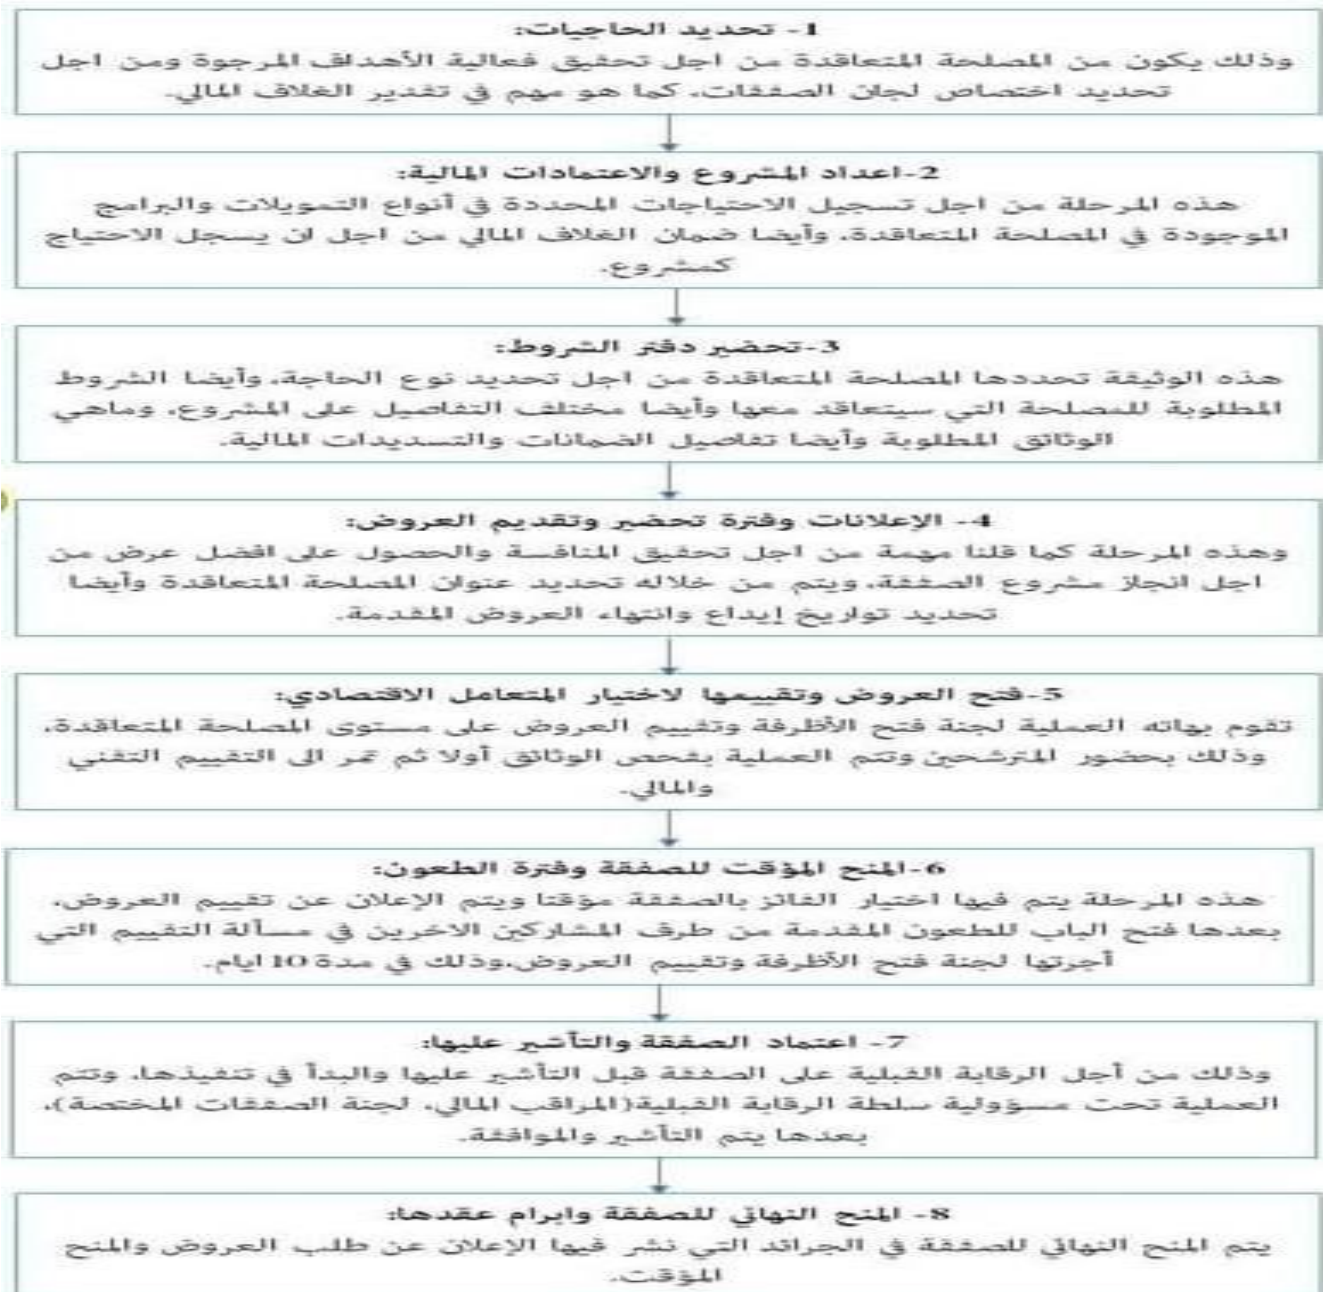 1- تحديد الحاجيات:
وذلك يكون من المصلحة المتعاقدة من اجل تحقيق فعالية الأهداف المرجوة ومن اجل
تحديد اختصاص لجان الصفقات، كما هو مهم في تقدير الغلاف المالي.
2-اعداد المشروع والاعتمادات المالية:
هذه المرحلة من اجل تسجيل الاحتياجات المحددة في أنواع التمويلات والبرامج
الموجودة في المصلحة المتعاقدة، وأيضا ضمان الغلاف المالي من اجل ان يسجل الاحتياج
كمشروع.
3-تحضير دفتر الشروط:
هذه الوثيقة تحددها المصلحة المتعاقدة من اجل تحديد نوع الحاجة، وأيضا الشروط
المطلوبة للمصلحة التي سيتعاقد معها وأيضا مختلف التفاصيل على المشروع، وماهي
الوثائق المطلوبة وأيضا تفاصيل الضمانات والتسديدات المالية.
4- الإعلانات وفترة تحضير وتقديم العروض:
وهذه المرحلة كما قلنا مهمة من اجل تحقيق المنافسة والحصول على افضل عرض من
اجل انجاز مشروع الصفقة، ويتم من خلاله تحديد عنوان المصلحة المتعاقدة وأيضا
تحديد تواريخ إيداع وانتهاء العروض المقدمة.
5-فتح العروض وتقييمها لاختيار المتعامل الاقتصادي:
تقوم بهاته العملية لجنة فتح الأظرفة وتقييم العروض على مستوى المصلحة المتعاقدة،
وذلك بحضور المترشحين وتتم العملية بفحص الوثائق أولا ثم تمر الى التقييم التقني
والمالي.
6-المنح المؤقت للصفقة وفترة الطعون:
هذه المرحلة يتم فيها اختيار الفائز بالصفقة مؤقتا ويتم الإعلان عن تقييم العروض،
بعدها فتح الباب للطعون المقدمة من طرف المشاركين الاخرين في مسألة التقييم التي
أجرتها لجنة فتح الأظرفة وتقييم العروض،وذلك في مدة 10 ايام.
7- اعتماد الصفقة والتأشير عليها:
وذلك من أجل الرقابة القبلية على الصفقة قبل التأشير عليها والبدأ في تنفيذها، وتتم
العملية تحت مسؤولية سلطة الرقابة القبلية(المراقب المالي، لجنة الصفقات المختصة)،
بعدها يتم التأشير والموافقة.
8- المنح النهائي للصفقة وابرام عقدها:
يتم المنح النهائي للصفقة في الجرائد التي نشر فيها الإعلان عن طلب العروض والمنح
المؤقت.